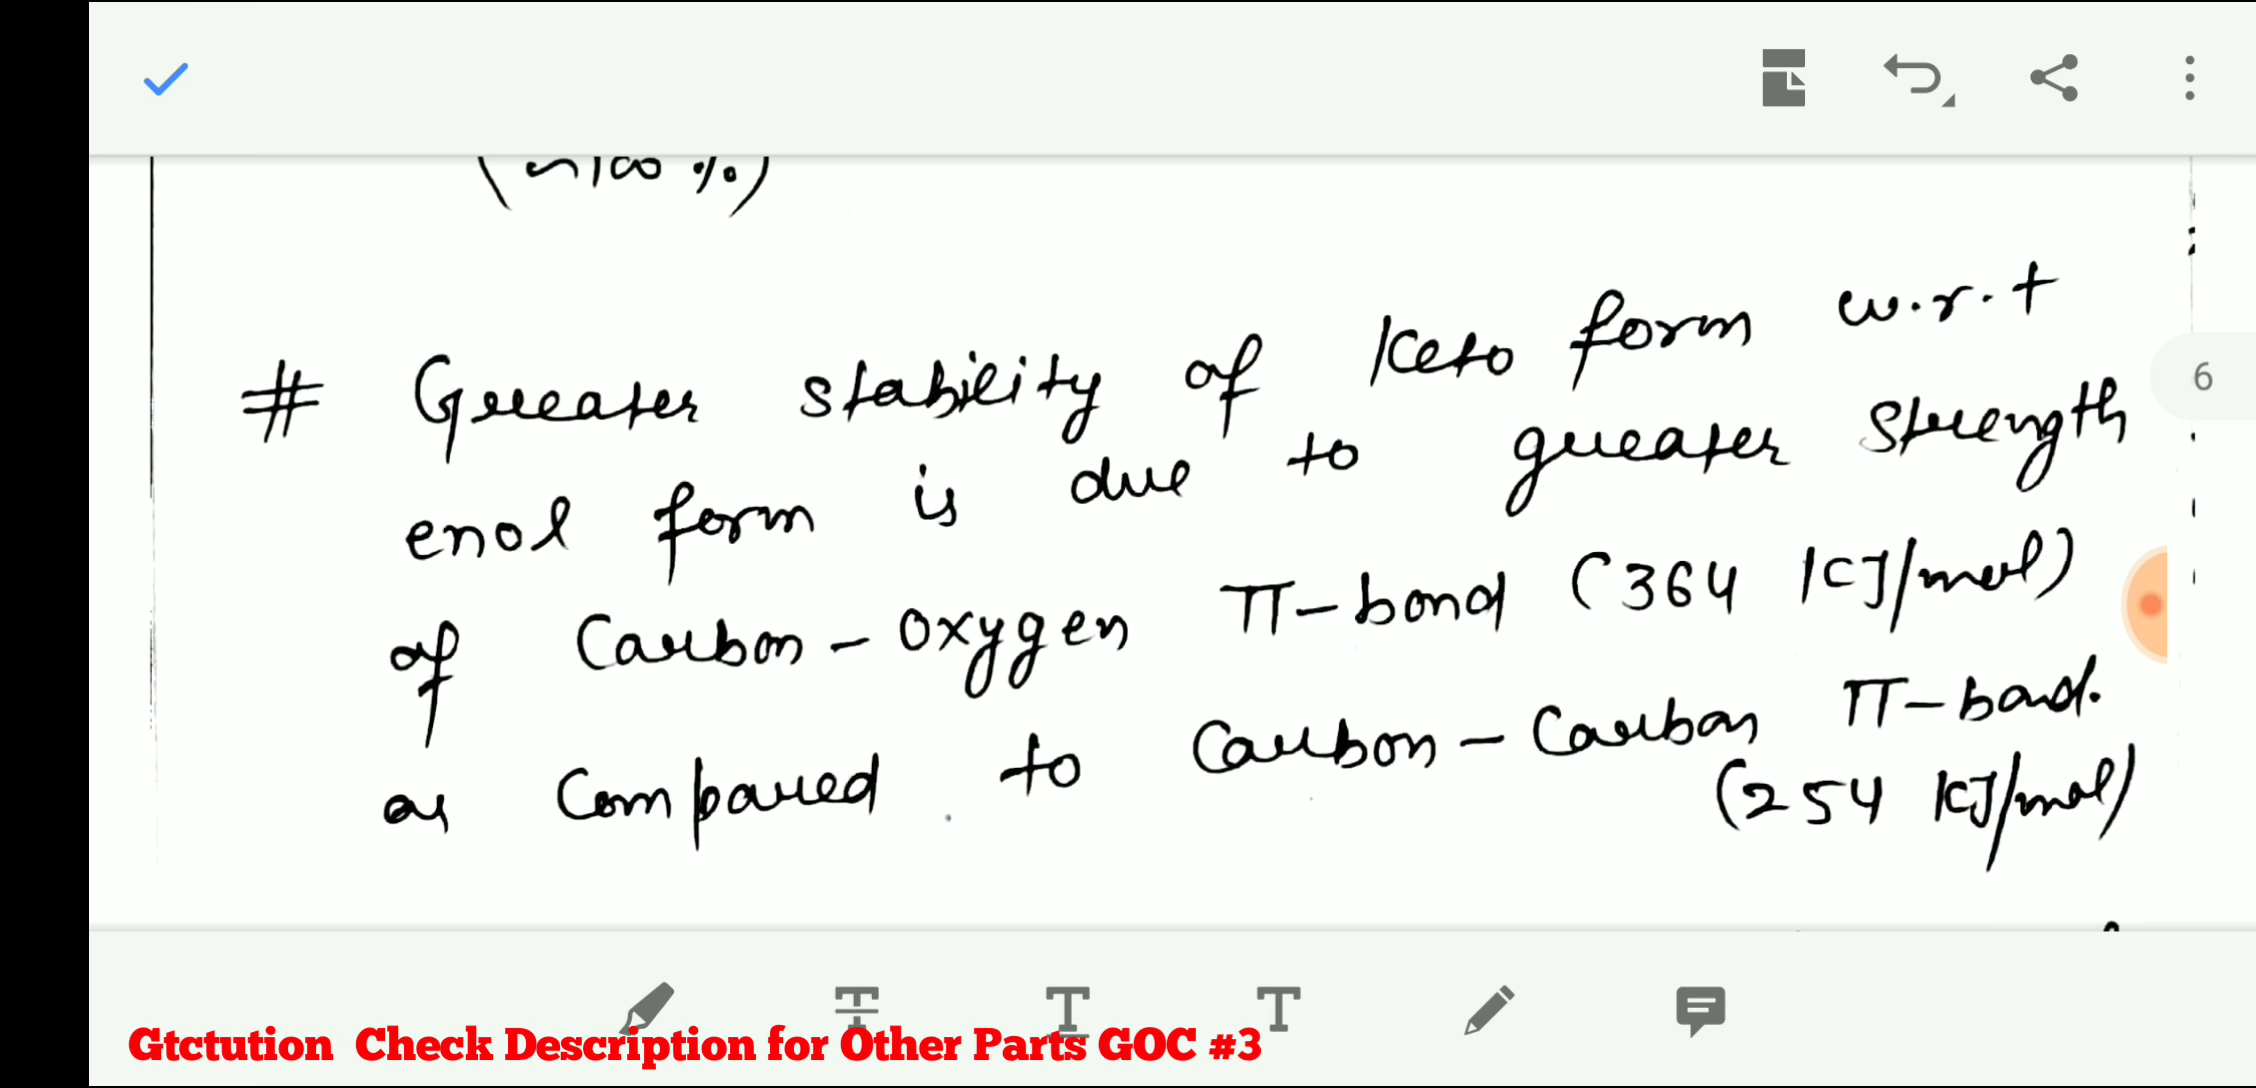 (~100 %)
# Greater stability of Keto form w.r.t
enol form is due to greater strength
of Carbon-oxygen π-bond (364 KJ/mol)
as Compared to Carbon-Carbon π-bond.
(254 KJ/mol)
6
T T T
Gtctution Check Description for Other Parts GOC #3